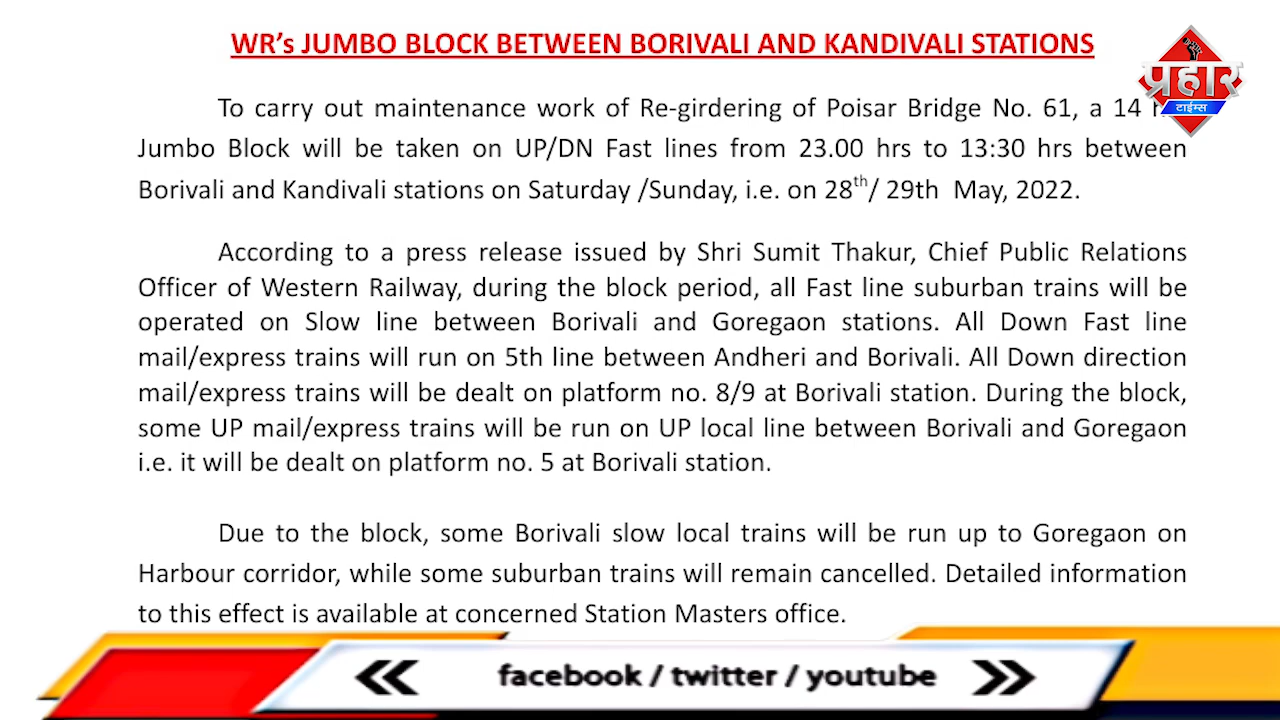 WR's JUMBO BLOCK BETWEEN BORIVALI AND KANDIVALI STATIONS
प्रहार
टाईम्स
To carry out maintenance work of Re-girdering of Poisar Bridge No. 61, a 14
Jumbo Block will be taken on UP/DN Fast lines from 23.00 hrs to 13:30 hrs between
Borivali and Kandivali stations on Saturday /Sunday, i.e. on 28th/ 29th May, 2022.
According to a press release issued by Shri Sumit Thakur, Chief Public Relations
Officer of Western Railway, during the block period, all Fast line suburban trains will be
operated on Slow line between Borivali and Goregaon stations. All Down Fast line
mail/express trains will run on 5th line between Andheri and Borivali. All Down direction
mail/express trains will be dealt on platform no. 8/9 at Borivali station. During the block,
some UP mail/express trains will be run on UP local line between Borivali and Goregaon
i.e. it will be dealt on platform no. 5 at Borivali station.
Due to the block, some Borivali slow local trains will be run up to Goregaon on
Harbour corridor, while some suburban trains will remain cancelled. Detailed information
to this effect is available at concerned Station Masters office.
facebook / twitter / youtube